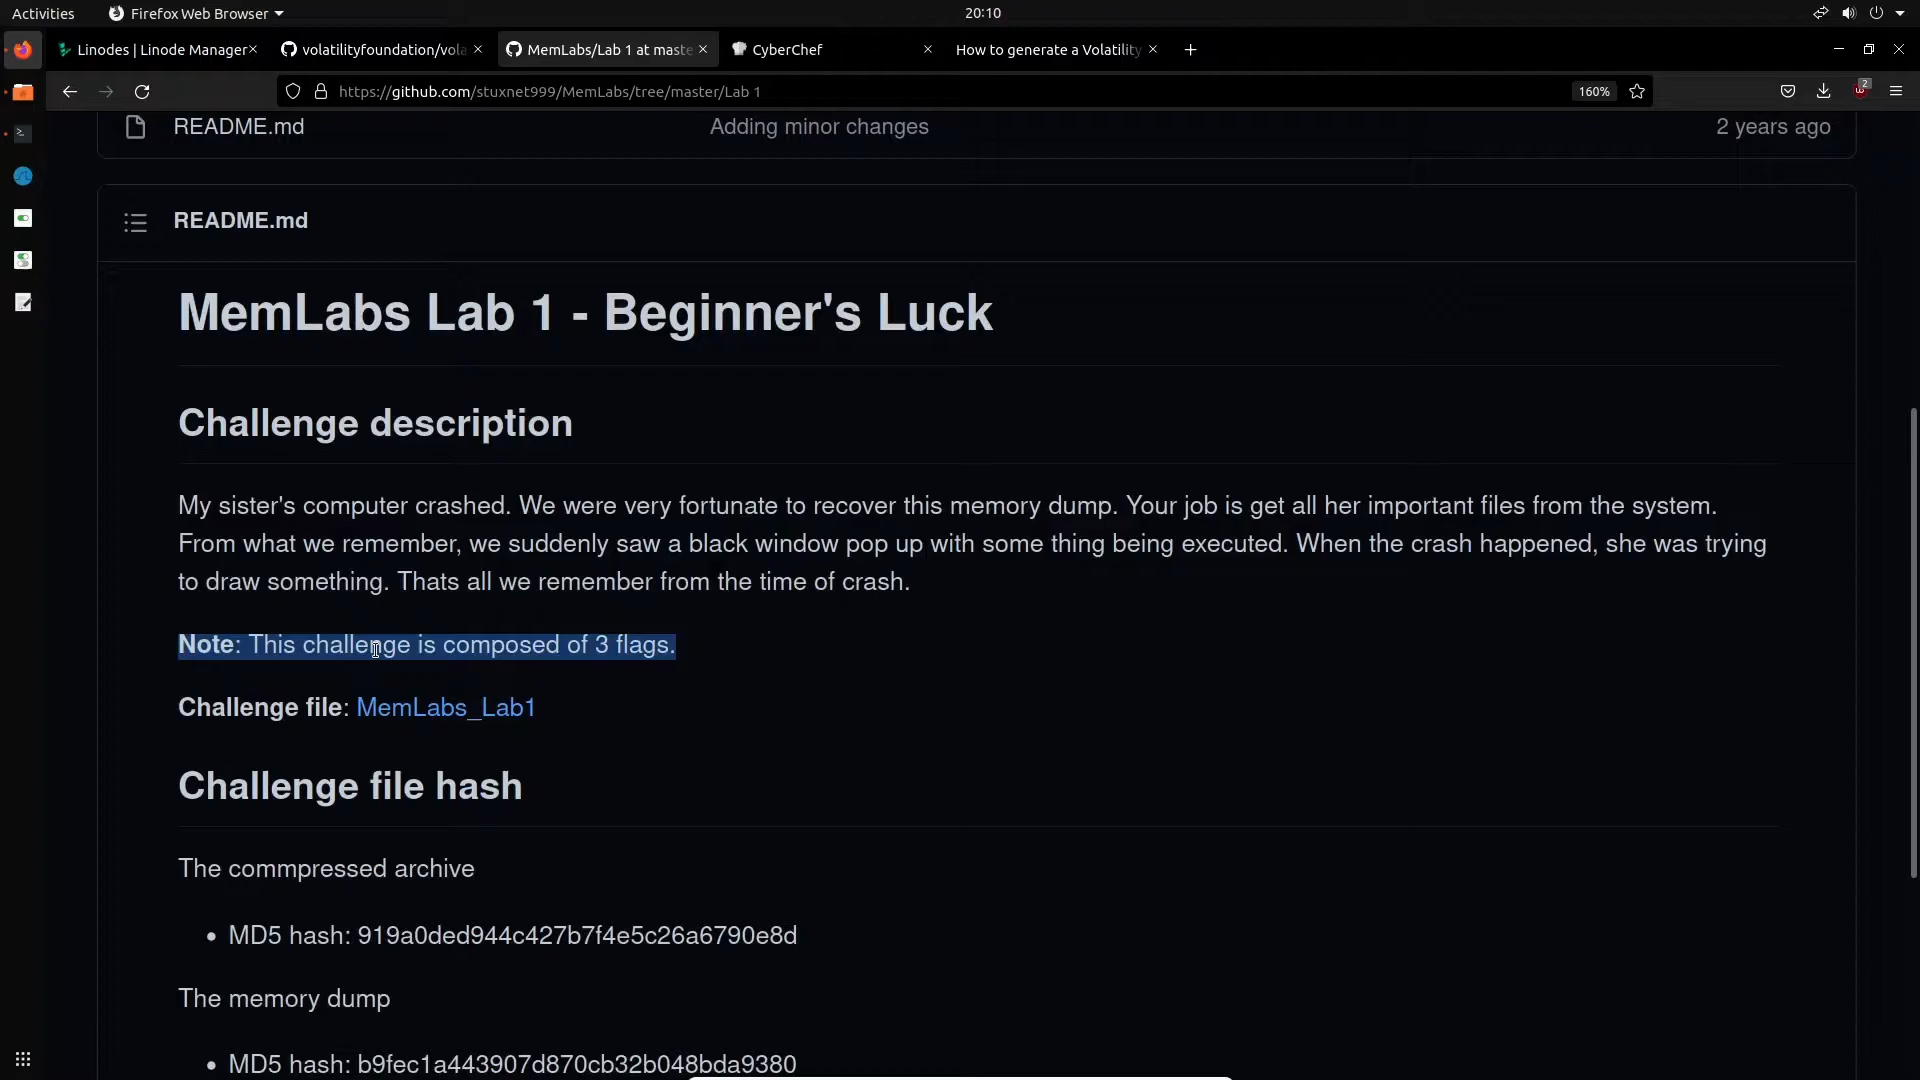 Activities Firefox Web Browser 20:10
Linodes | Linode Manager volatilityfoundation/vola MemLabs/Lab 1 at maste CyberChef How to generate a Volatility
https://github.com/stuxnet999/MemLabs/tree/master/Lab 1 160% 2
README.md Adding minor changes 2 years ago
README.md
MemLabs Lab 1 - Beginner's Luck
Challenge description
My sister's computer crashed. We were very fortunate to recover this memory dump. Your job is get all her important files from the system.
From what we remember, we suddenly saw a black window pop up with some thing being executed. When the crash happened, she was trying
to draw something. Thats all we remember from the time of crash.
Note: This challenge is composed of 3 flags.
Challenge file: MemLabs_Lab1
Challenge file hash
The commpressed archive
• MD5 hash: 919a0ded944c427b7f4e5c26a6790e8d
The memory dump
• MD5 hash: b9fec1a443907d870cb32b048bda9380